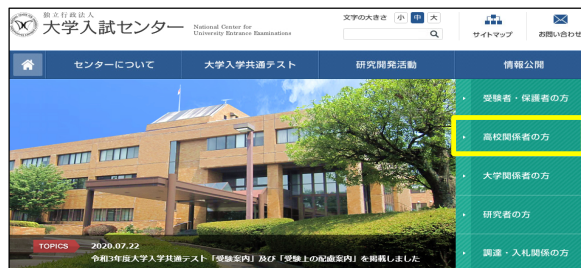 独立行政法人
大学入試センター
National Center for
University Entrance Examinations
文字の大きさ 小 中 大
サイトマップ
お問い合わせ
センターについて
大学入学共通テスト
研究開発活動
情報公開
受験者・保護者の方
高校関係者の方
大学関係者の方
研究者の方
調達・入札関係の方
TOPICS 2020.07.22
令和3年度大学入学共通テスト「受験案内」及び「受験上の配慮案内」を掲載しました